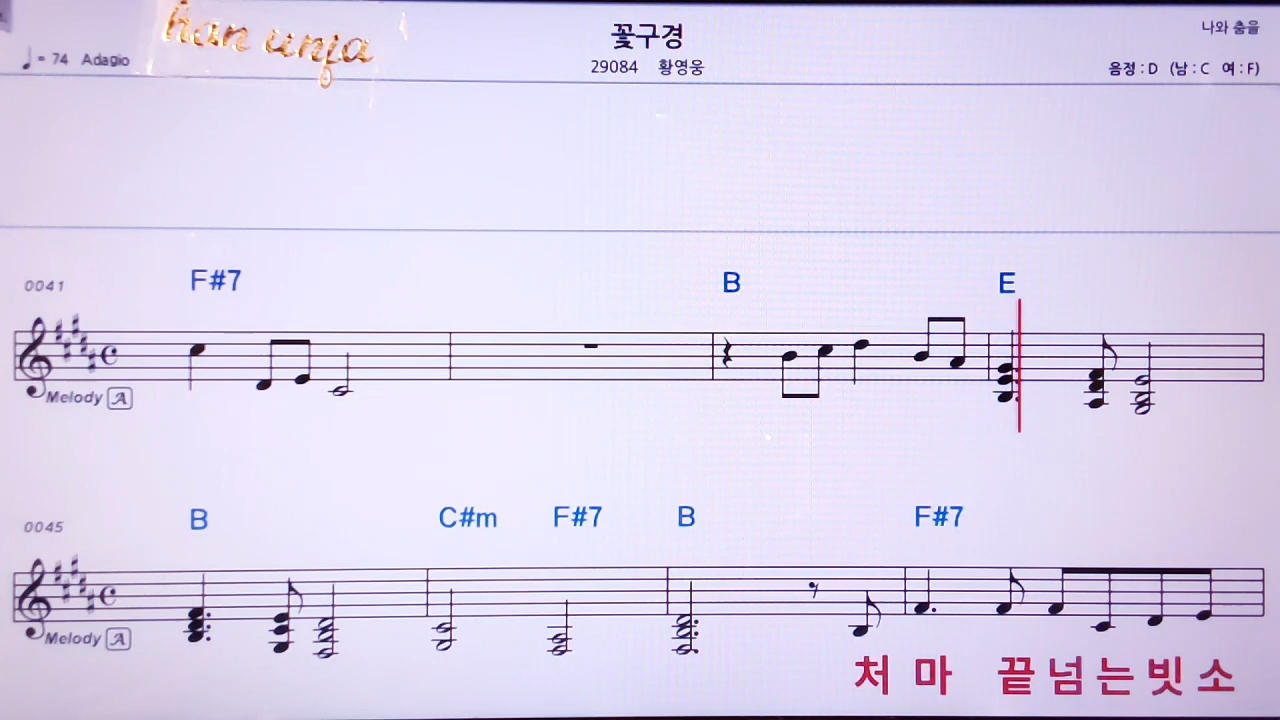 han unja
꽃구경
나와 춤을
♩= 74 Adagio
29084 황영웅
음정 : D (남 : C 여 : F)
0041 F#7 B E
Melody A
0045 B C#m F#7 B F#7
Melody A
처 마 끝 넘 는 빗 소